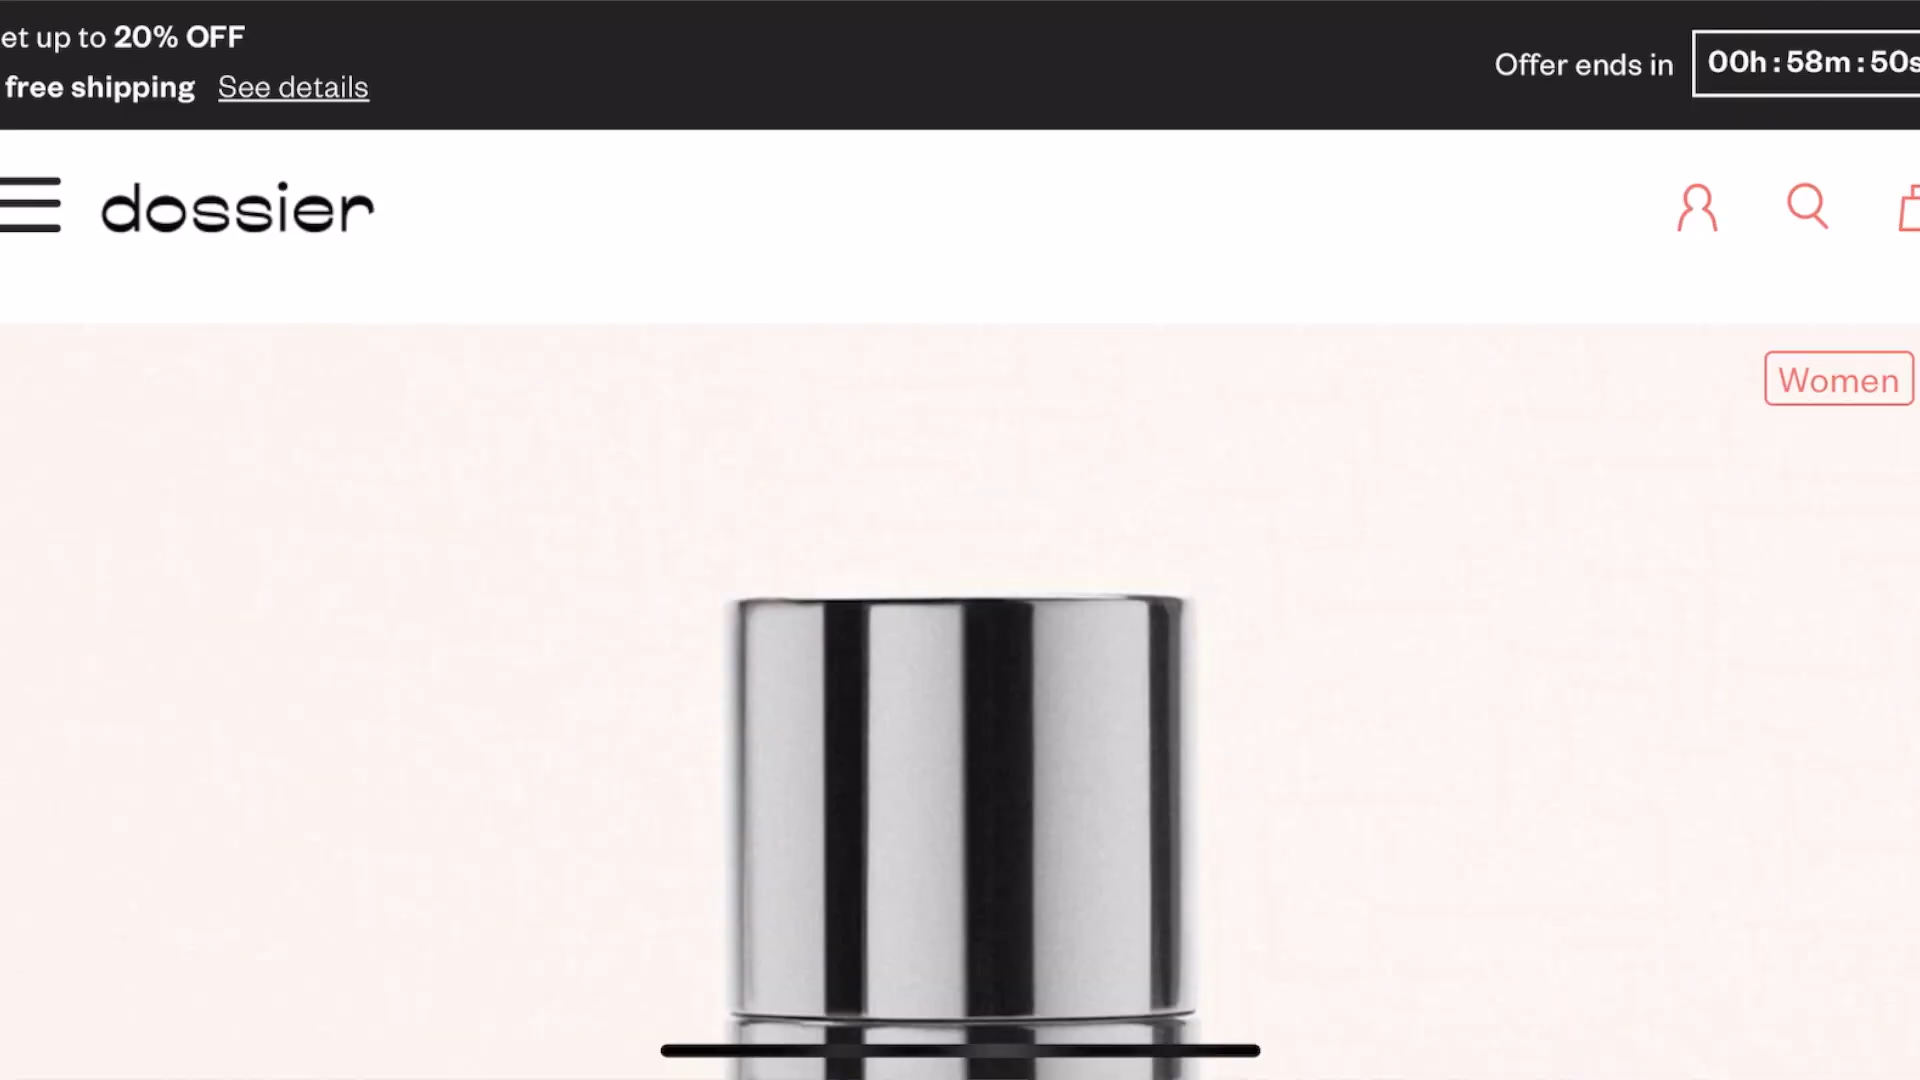 et up to 20% OFF
free shipping See details
Offer ends in 00h:58m:50s
dossier
Women